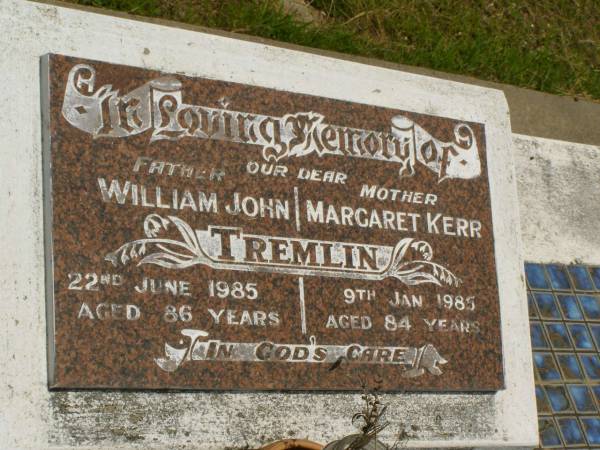 In Loving Memory of
OUR DEAR
FATHER MOTHER
WILLIAM JOHN MARGARET KERR
TREMLIN
22ND JUNE 1985 9TH JAN 1985
AGED 86 YEARS AGED 84 YEARS
IN GOD'S CARE